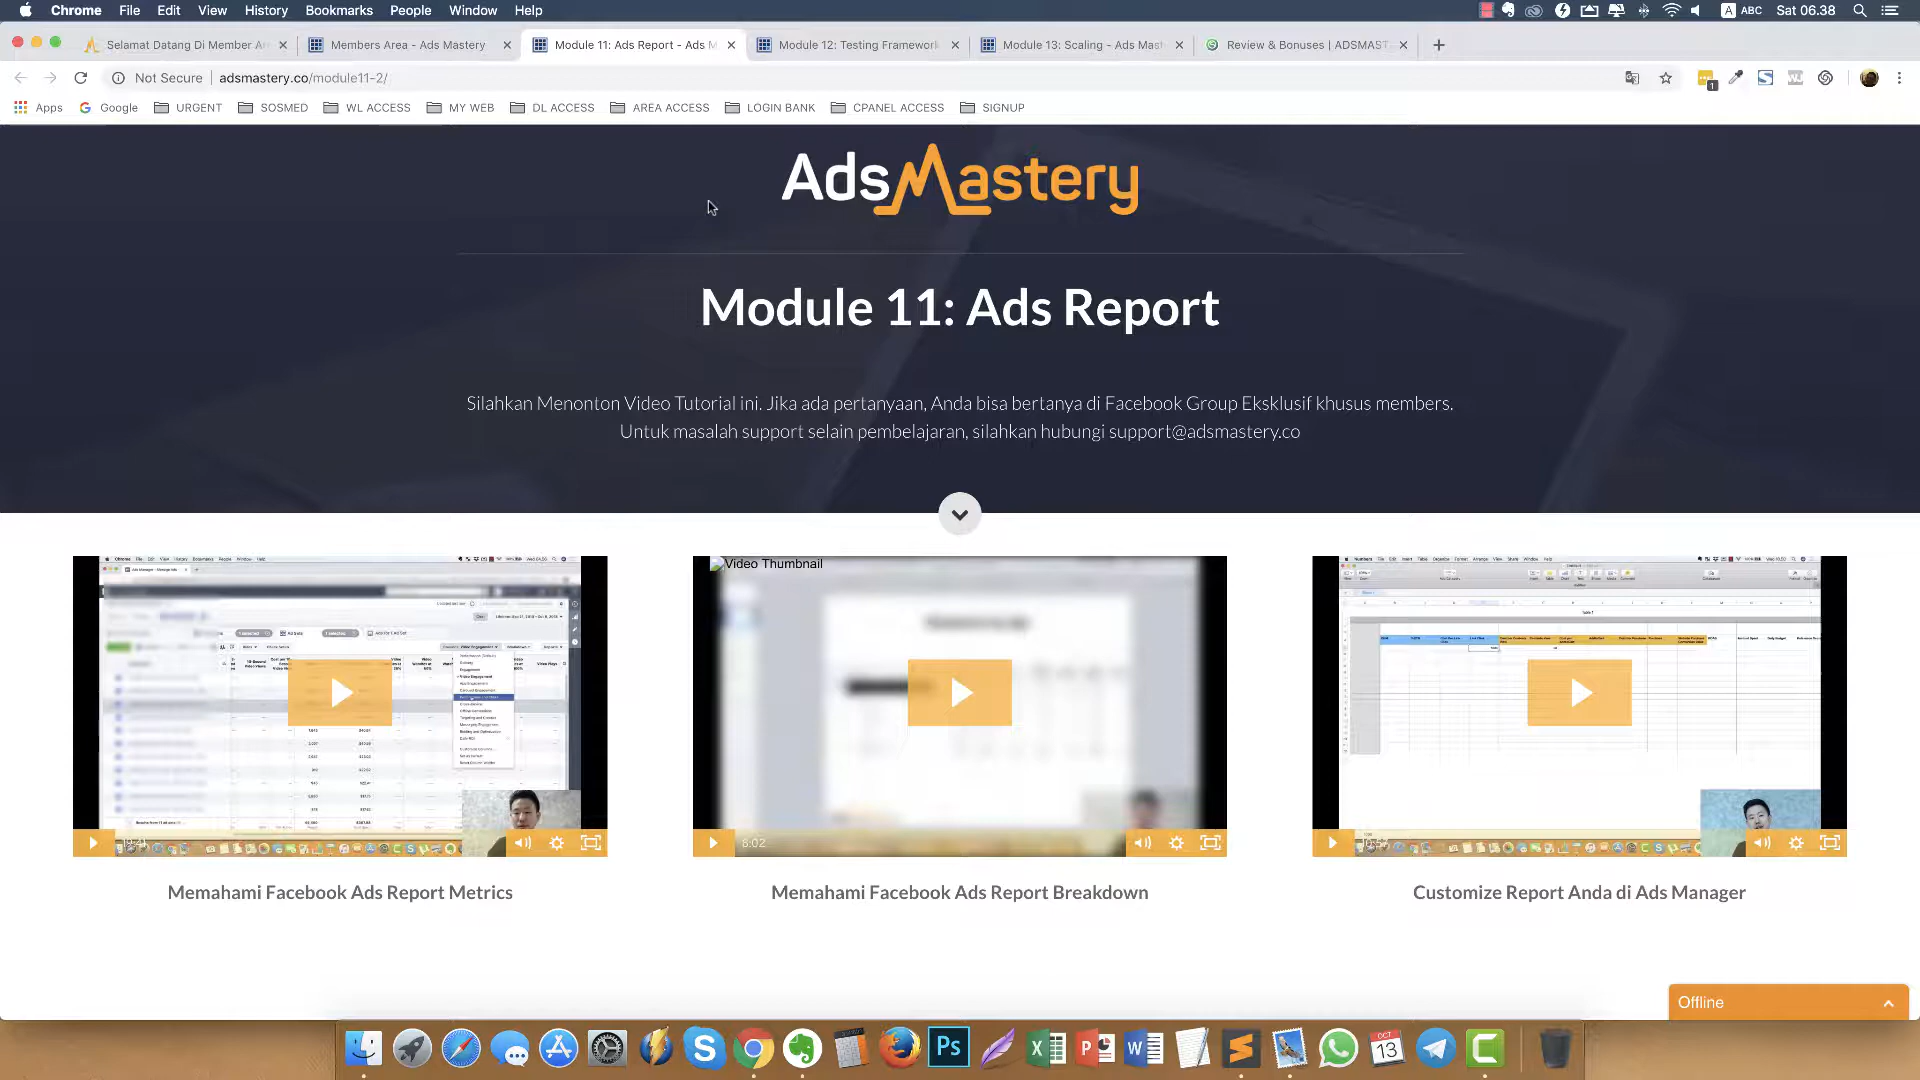 Chrome File Edit View History Bookmarks People Window Help
ABC Sat 06.38
Selamat Datang Di Member Ar
Members Area - Ads Mastery
Module 11: Ads Report - Ads M
Module 12: Testing Framework
Module 13: Scaling - Ads Mast
Review & Bonuses | ADSMAST
Not Secure adsmastery.co/module11-2/
Apps Google URGENT SOSMED WL ACCESS MY WEB DL ACCESS AREA ACCESS LOGIN BANK CPANEL ACCESS SIGNUP
AdsMastery
Module 11: Ads Report
Silahkan Menonton Video Tutorial ini. Jika ada pertanyaan, Anda bisa bertanya di Facebook Group Eksklusif khusus members.
Untuk masalah support selain pembelajaran, silahkan hubungi support@adsmastery.co
Video Thumbnail
8:02
Memahami Facebook Ads Report Metrics
Memahami Facebook Ads Report Breakdown
Customize Report Anda di Ads Manager
Offline
Ps
OCT
13